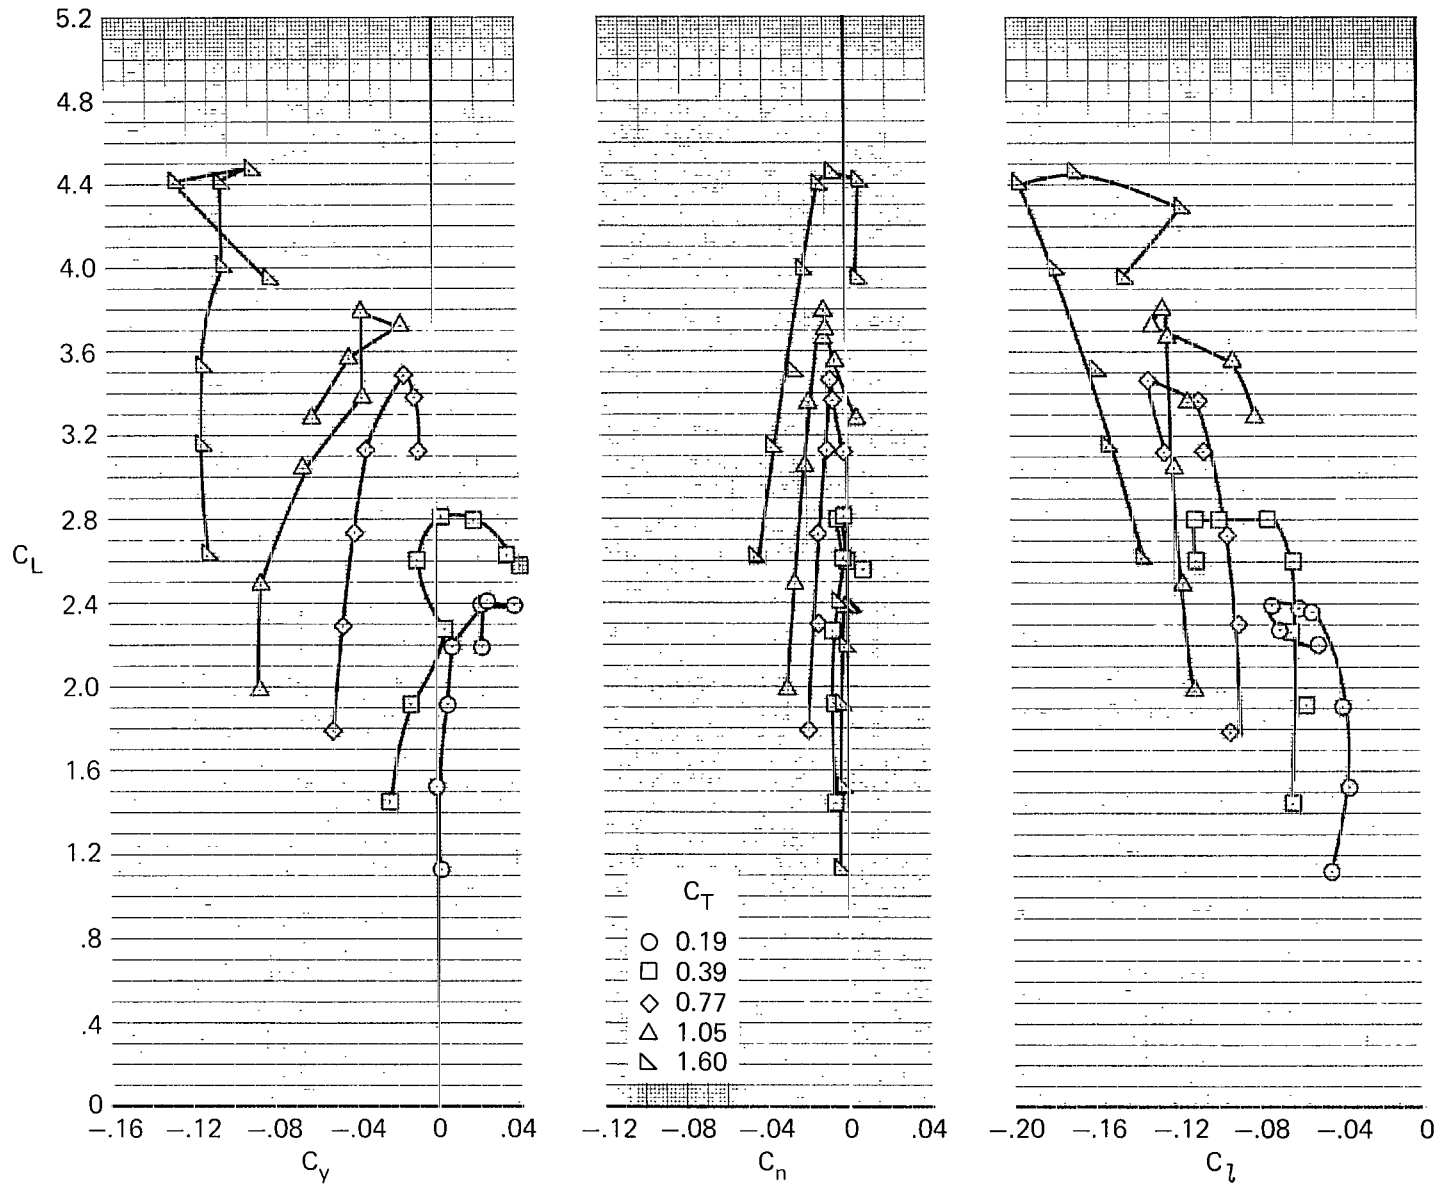 5.2
4.8
4.4
4.0
3.6
3.2
2.8
C_L
2.4
2.0
1.6
1.2
.8
.4
0
C_T
0.19
0.39
0.77
1.05
1.60
–.16 –.12 –.08 –.04 0 .04
C_y
–.12 –.08 –.04 0 .04
C_n
–.20 –.16 –.12 –.08 –.04 0
C_l